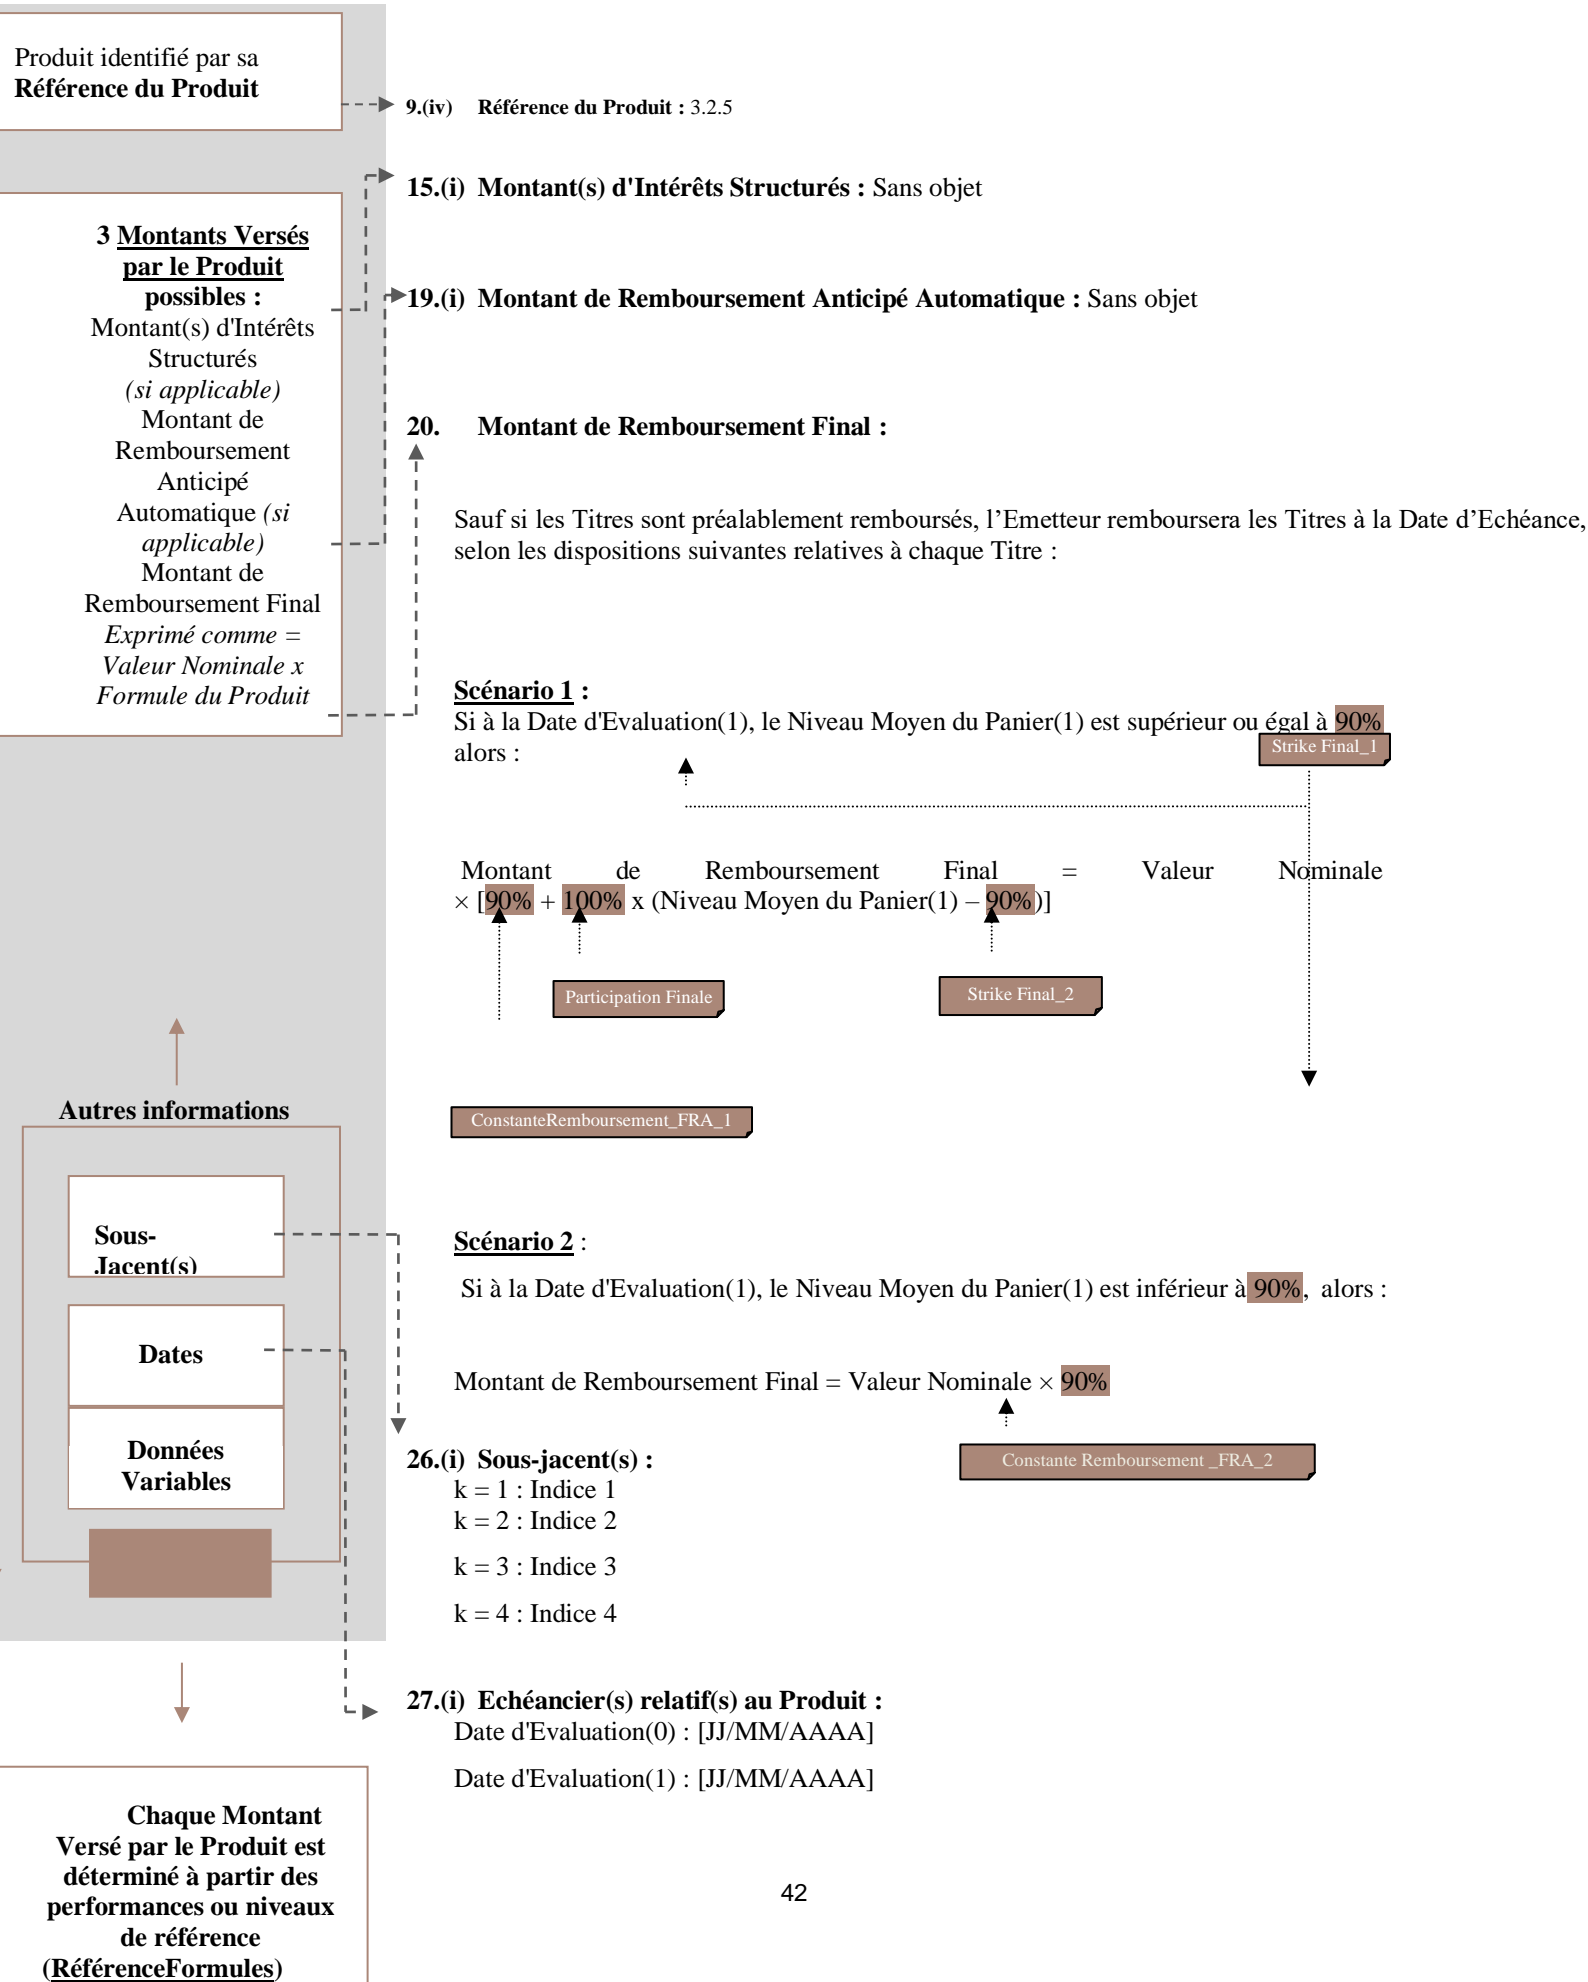 Produit identifié par sa
Référence du Produit
9.(iv) Référence du Produit : 3.2.5
15.(i) Montant(s) d'Intérêts Structurés : Sans objet
3 Montants Versés
par le Produit
possibles :
Montant(s) d'Intérêts
Structurés
(si applicable)
Montant de
Remboursement
Anticipé
Automatique (si
applicable)
Montant de
Remboursement Final
Exprimé comme =
Valeur Nominale x
Formule du Produit
19.(i) Montant de Remboursement Anticipé Automatique : Sans objet
20. Montant de Remboursement Final :
Sauf si les Titres sont préalablement remboursés, l’Emetteur remboursera les Titres à la Date d’Echéance,
selon les dispositions suivantes relatives à chaque Titre :
Scénario 1 :
Si à la Date d'Evaluation(1), le Niveau Moyen du Panier(1) est supérieur ou égal à 90%
alors :
Strike Final_1
Montant de Remboursement Final = Valeur Nominale
× [90% + 100% x (Niveau Moyen du Panier(1) – 90%)]
Participation Finale
Strike Final_2
ConstanteRemboursement_FRA_1
Autres informations
Sous-
Jacent(s)
Dates
Données
Variables
Scénario 2 :
Si à la Date d'Evaluation(1), le Niveau Moyen du Panier(1) est inférieur à 90%, alors :
Montant de Remboursement Final = Valeur Nominale × 90%
Constante Remboursement _FRA_2
26.(i) Sous-jacent(s) :
k = 1 : Indice 1
k = 2 : Indice 2
k = 3 : Indice 3
k = 4 : Indice 4
27.(i) Echéancier(s) relatif(s) au Produit :
Date d'Evaluation(0) : [JJ/MM/AAAA]
Date d'Evaluation(1) : [JJ/MM/AAAA]
Chaque Montant
Versé par le Produit est
déterminé à partir des
performances ou niveaux
de référence
(RéférenceFormules)
42